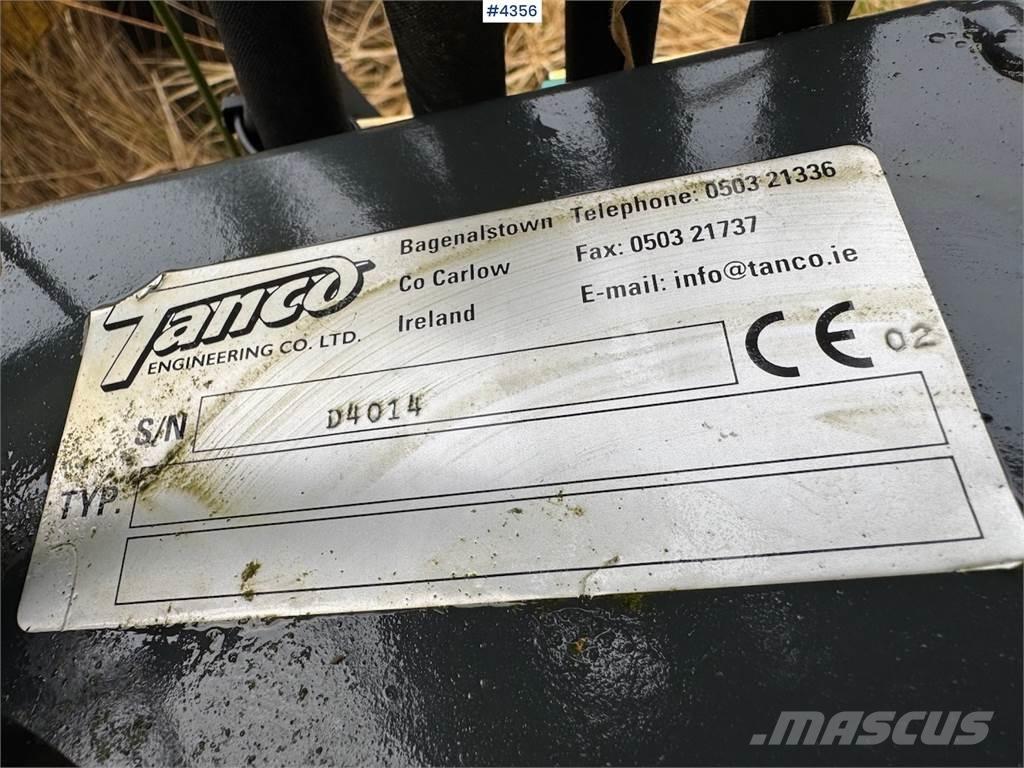 #4356
Tanco
ENGINEERING CO. LTD.
Bagenalstown
Co Carlow
Ireland
Telephone: 0503 21336
Fax: 0503 21737
E-mail: info@tanco.ie
CE 02
S/N D4014
TYP.
MASCUS